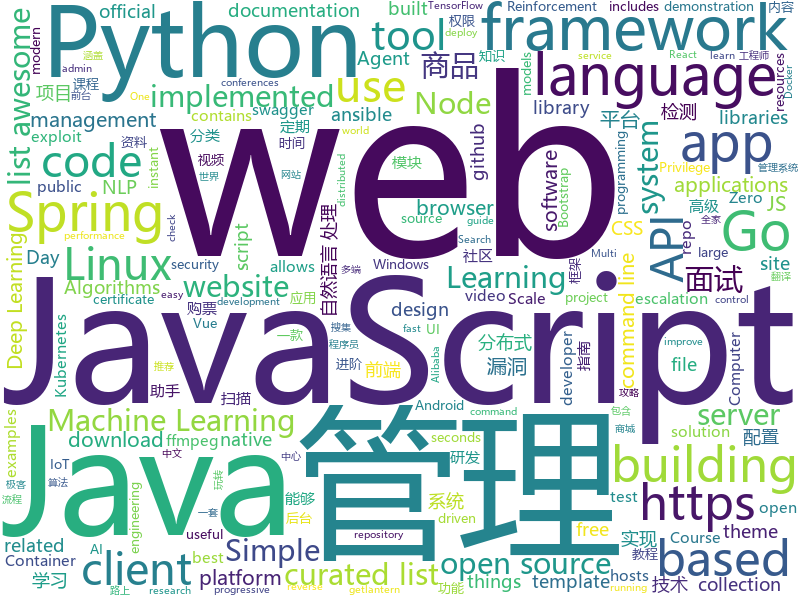 official documentation built demonstration Reinforcement includes TensorFlow 内容
modern Python Agent 权限 知识 React learn 工程师
admin 课程 前台 tool framework models deploy service Docker
项目 商品 One conferences 涵盖
list awesome implemented use Node language resources
management contains swagger ansible library 检测
exploit 资料 定期 平台 libraries
code web github app
分类 视频 时间 instant 模块 system programming 管理系统
public NLP 世界 网站 browser software Bootstrap applications Privilege
Spring script distributed source guide CSS 高级 Zero JS
check API Go
Linux allows 社区 repo 全家
Day Algorithms security Windows Search 框架 Multi 面试 large 多端
Deep Learning website 自然语言 处理 Learning project site 翻译
certificate easy development video Scale command line escalation control
购票 应用 performance design UI developer Kubernetes Vue
JavaScript
一款 搜集 程序员 fast 推荐 分布式 指南 file Computer Alibaba improve
助手 扫描 进阶 前端 Android 漏洞 攻略
Java 管理 native command 包含 server 商城
Machine Learning
download ffmpeg seconds solution 配置
examples IoT 中文 中心 building test open
能够 研发 driven
极客 算法 engineering 玩转 系统 https free
related client Simple 流程 后台 repository 实现 Course theme
AI useful best open source 教程
Container 一套 platform template hosts things
学习 路上 research reverse getlantern curated list 功能 progressive running 技术 collection
world based